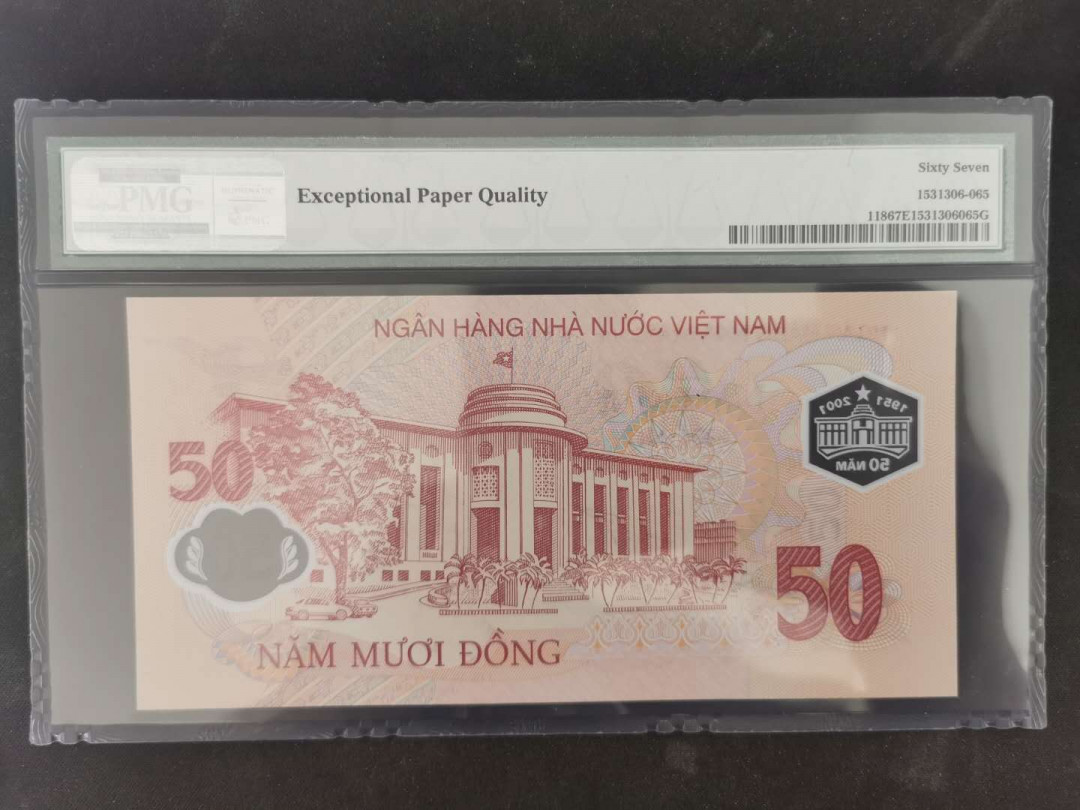 PMG
Exceptional Paper Quality
Sixty Seven
1531306-065
11867E1531306065G
NGÂN HÀNG NHÀ NƯỚC VIỆT NAM
1951 2001
50 NĂM
50
50
NĂM MƯƠI ĐỒNG